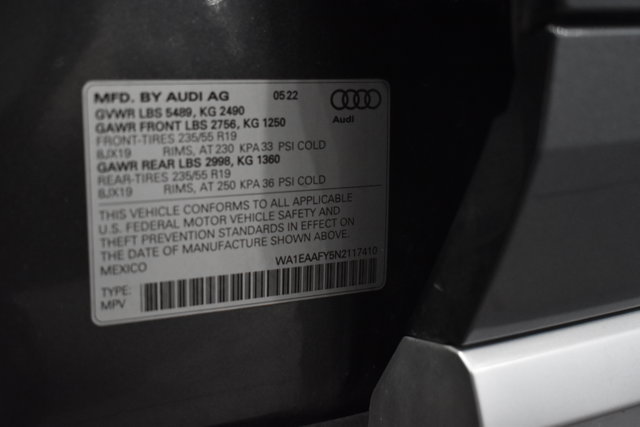 MFD. BY AUDI AG 05 22
GVWR LBS 5489, KG 2490
GAWR FRONT LBS 2756, KG 1250
FRONT-TIRES 235/55 R19
8JX19 RIMS, AT 230 KPA 33 PSI COLD
GAWR REAR LBS 2998, KG 1360
REAR-TIRES 235/55 R19
8JX19 RIMS, AT 250 KPA 36 PSI COLD
Audi
THIS VEHICLE CONFORMS TO ALL APPLICABLE
U.S. FEDERAL MOTOR VEHICLE SAFETY AND
THEFT PREVENTION STANDARDS IN EFFECT ON
THE DATE OF MANUFACTURE SHOWN ABOVE.
MEXICO WA1EAAFY5N2117410
TYPE:
MPV